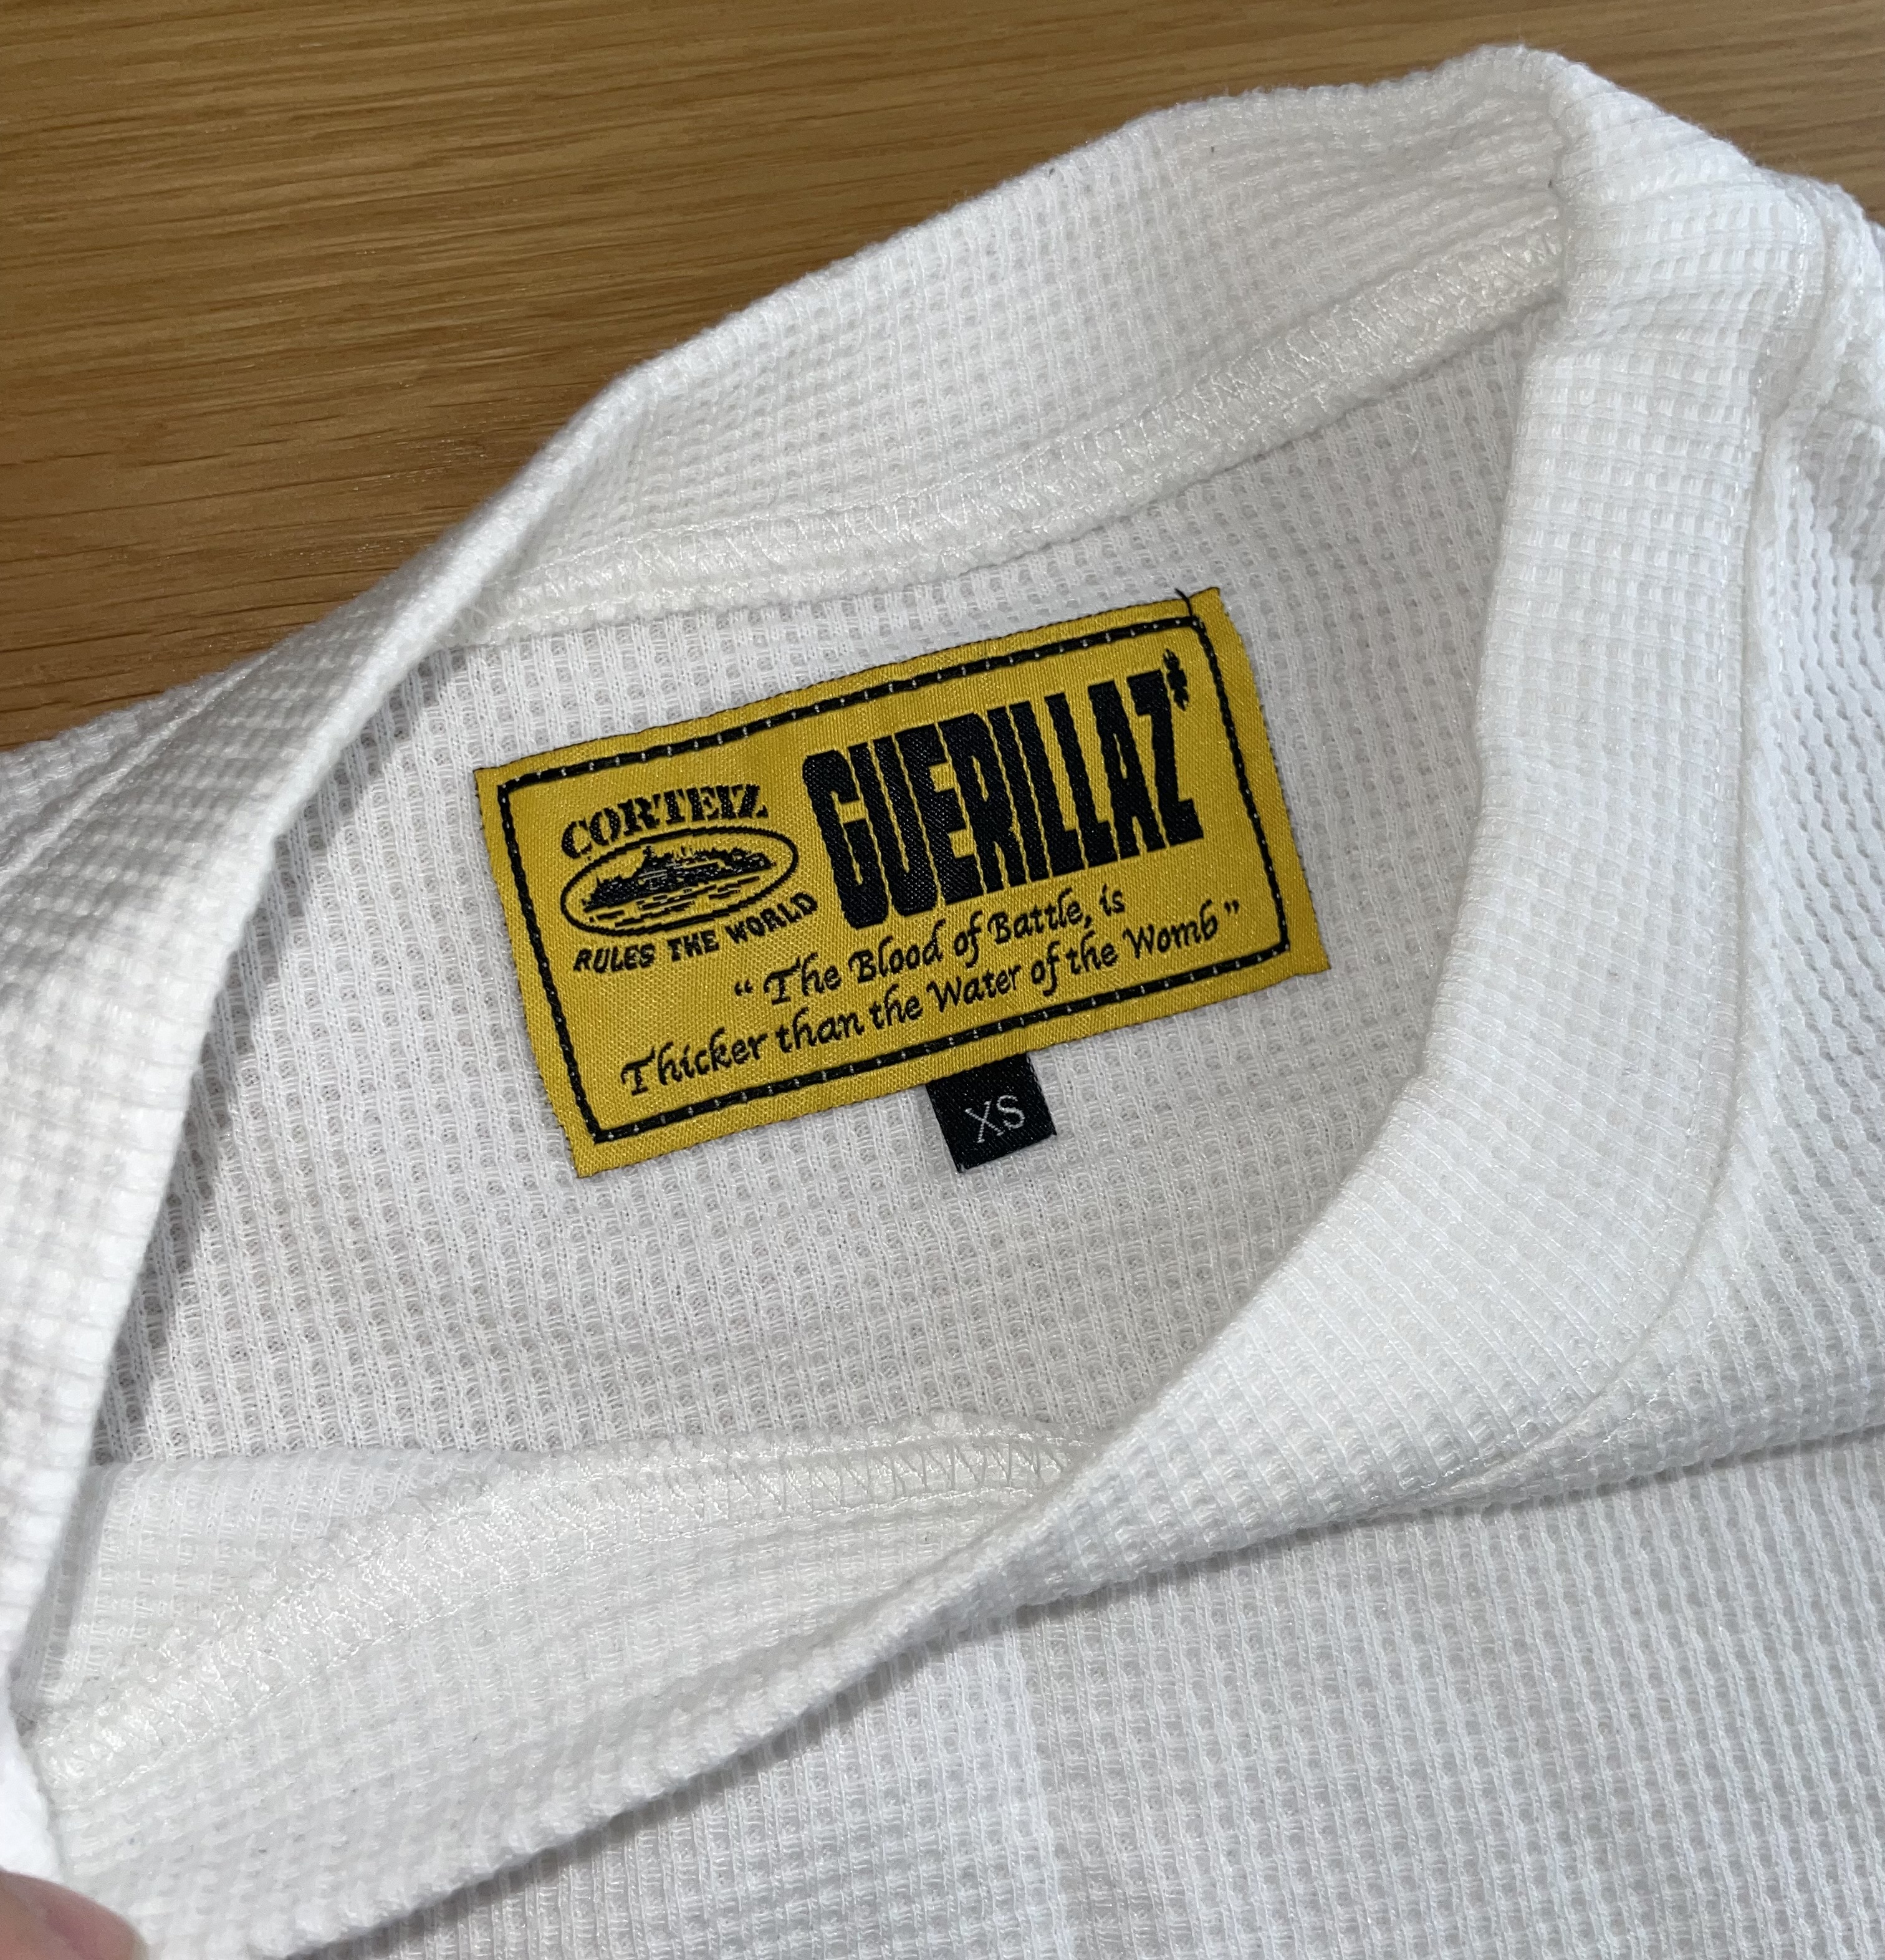 CORTEIZ
RULES THE WORLD
GUERILLAZ
“The Blood of Battle, is
Thicker than the Water of the Womb”
XS